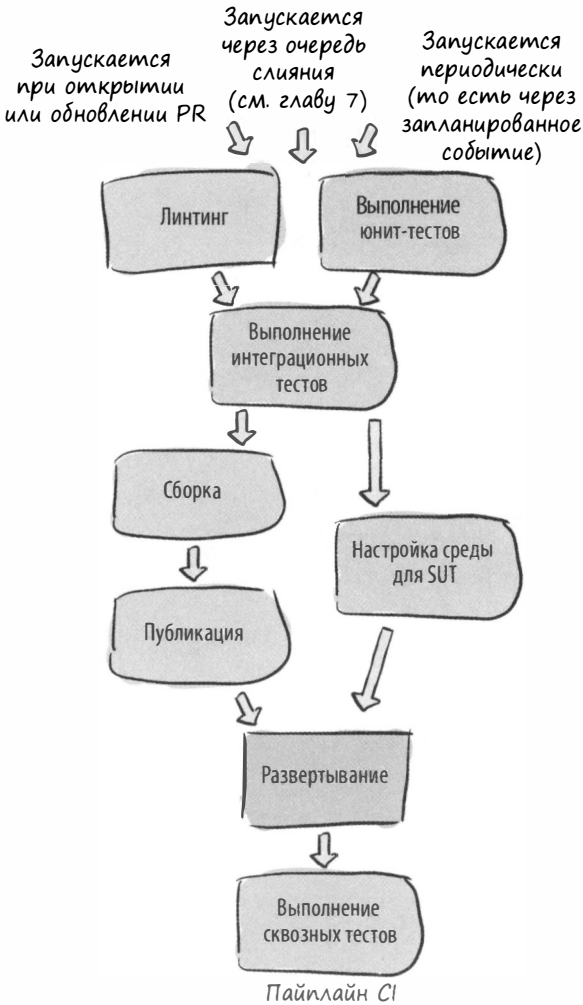 Запускается
при открытии
или обновлении PR
Запускается
через очередь
слияния
(см. главу 7)
Запускается
периодически
(то есть через
запланированное
событие)
Линтинг
Выполнение
юнит-тестов
Выполнение
интеграционных
тестов
Сборка
Настройка среды
для SUT
Публикация
Развертывание
Выполнение
сквозных тестов
Пайплайн CI